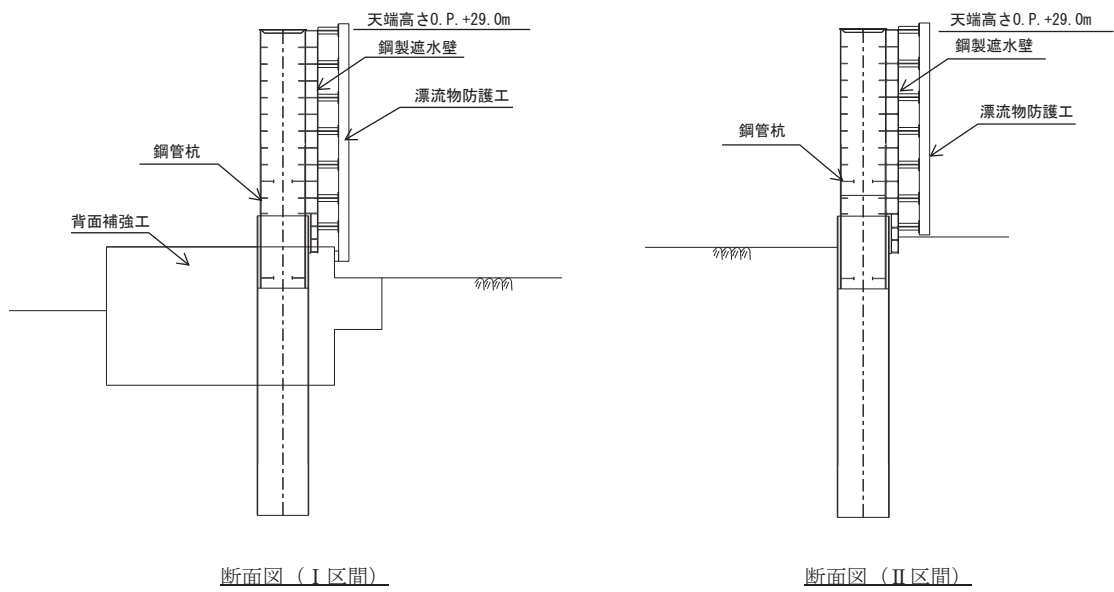 天端高さO.P.+29.0m
鋼製遮水壁
漂流物防護工
鋼管杭
背面補強工
断面図（Ⅰ区間）
天端高さO.P.+29.0m
鋼製遮水壁
漂流物防護工
鋼管杭
断面図（Ⅱ区間）